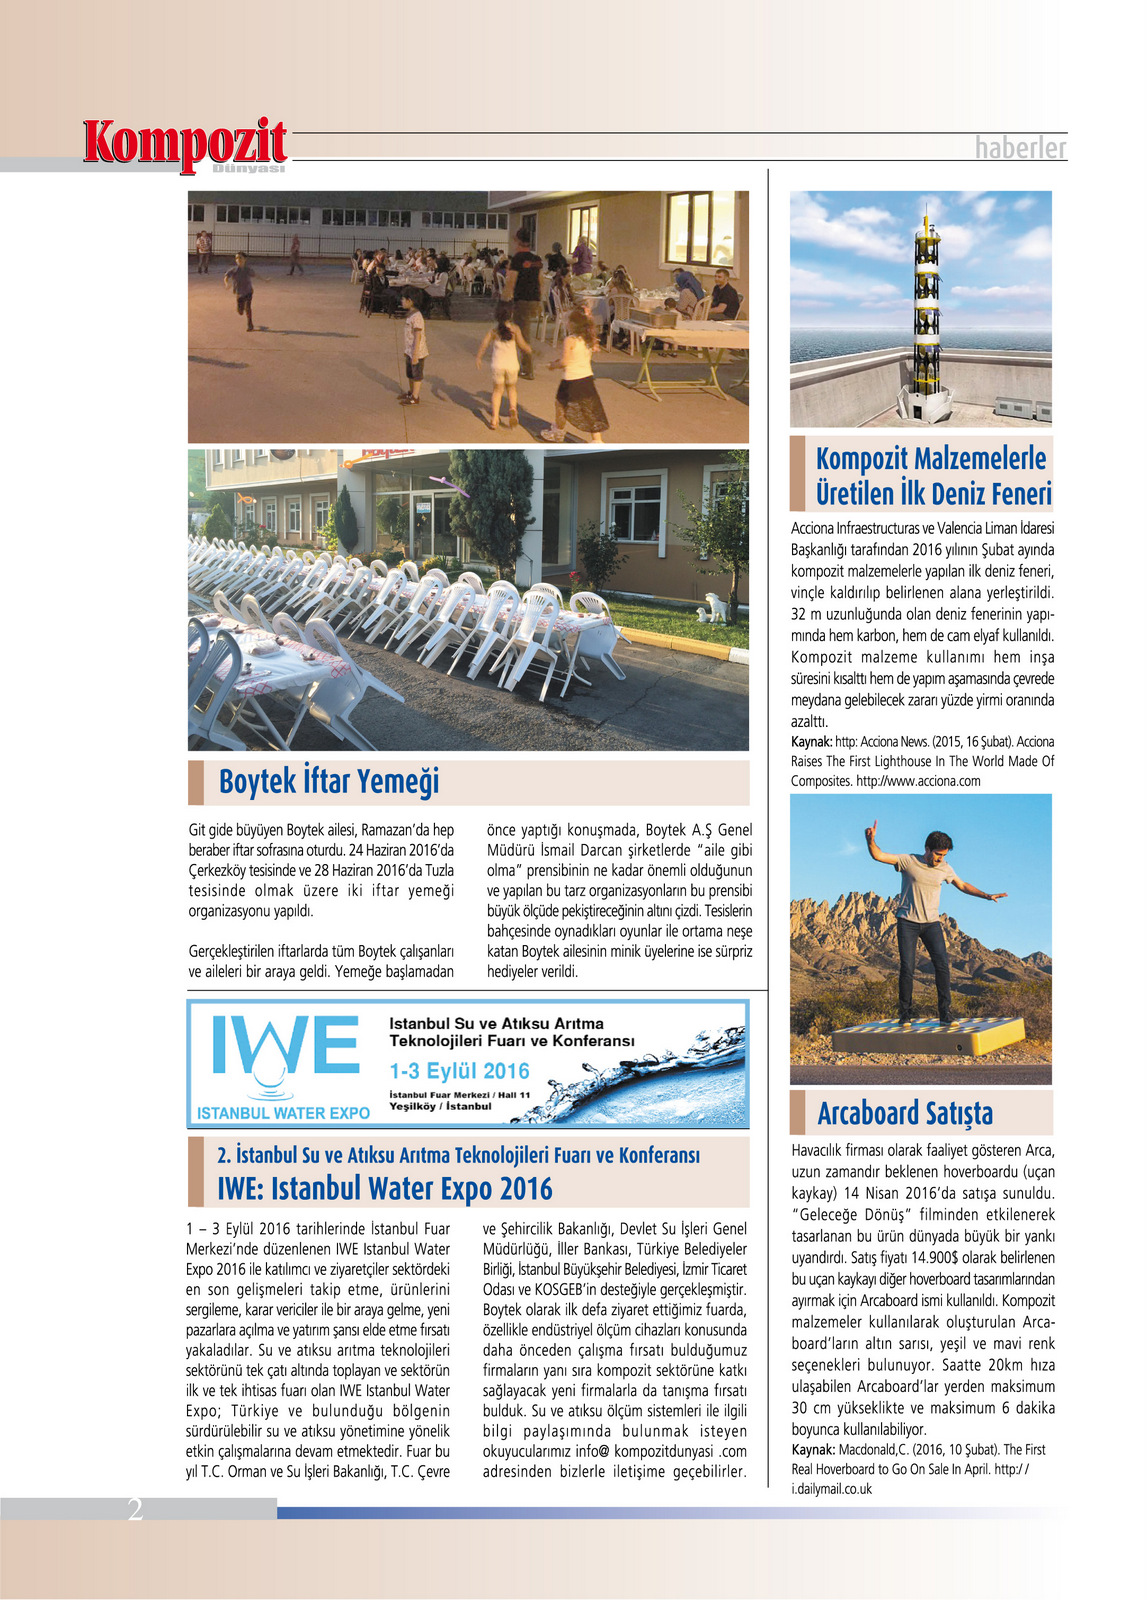 Kompozit
Dünyası
haberler
Boytek İftar Yemeği
Git gide büyüyen Boytek ailesi, Ramazan’da hep
beraber iftar sofrasına oturdu. 24 Haziran 2016’da
Çerkezköy tesisinde ve 28 Haziran 2016’da Tuzla
tesisinde olmak üzere iki iftar yemeği
organizasyonu yapıldı.
Gerçekleştirilen iftarlarda tüm Boytek çalışanları
ve aileleri bir araya geldi. Yemeğe başlamadan
önce yaptığı konuşmada, Boytek A.Ş Genel
Müdürü İsmail Darcan şirketlerde “aile gibi
olma” prensibinin ne kadar önemli olduğunun
ve yapılan bu tarz organizasyonların bu prensibi
büyük ölçüde pekiştireceğinin altını çizdi. Tesislerin
bahçesinde oynadıkları oyunlar ile ortama neşe
katan Boytek ailesinin minik üyelerine ise sürpriz
hediyeler verildi.
IWE
ISTANBUL WATER EXPO
Istanbul Su ve Atıksu Arıtma
Teknolojileri Fuarı ve Konferansı
1-3 Eylül 2016
İstanbul Fuar Merkezi / Hall 11
Yeşilköy / İstanbul
2. İstanbul Su ve Atıksu Arıtma Teknolojileri Fuarı ve Konferansı
IWE: Istanbul Water Expo 2016
1 – 3 Eylül 2016 tarihlerinde İstanbul Fuar
Merkezi’nde düzenlenen IWE Istanbul Water
Expo 2016 ile katılımcı ve ziyaretçiler sektördeki
en son gelişmeleri takip etme, ürünlerini
sergileme, karar vericiler ile bir araya gelme, yeni
pazarlara açılma ve yatırım şansı elde etme fırsatı
yakaladılar. Su ve atıksu arıtma teknolojileri
sektörünü tek çatı altında toplayan ve sektörün
ilk ve tek ihtisas fuarı olan IWE Istanbul Water
Expo; Türkiye ve bulunduğu bölgenin
sürdürülebilir su ve atıksu yönetimine yönelik
etkin çalışmalarına devam etmektedir. Fuar bu
yıl T.C. Orman ve Su İşleri Bakanlığı, T.C. Çevre
ve Şehircilik Bakanlığı, Devlet Su İşleri Genel
Müdürlüğü, İller Bankası, Türkiye Belediyeler
Birliği, İstanbul Büyükşehir Belediyesi, İzmir Ticaret
Odası ve KOSGEB’in desteğiyle gerçekleşmiştir.
Boytek olarak ilk defa ziyaret ettiğimiz fuarda,
özellikle endüstriyel ölçüm cihazları konusunda
daha önceden çalışma fırsatı bulduğumuz
firmaların yanı sıra kompozit sektörüne katkı
sağlayacak yeni firmalarla da tanışma fırsatı
bulduk. Su ve atıksu ölçüm sistemleri ile ilgili
bilgi paylaşımında bulunmak isteyen
okuyucularımız info@ kompozitdunyasi .com
adresinden bizlerle iletişime geçebilirler.
Kompozit Malzemelerle
Üretilen İlk Deniz Feneri
Acciona Infraestructuras ve Valencia Liman İdaresi
Başkanlığı tarafından 2016 yılının Şubat ayında
kompozit malzemelerle yapılan ilk deniz feneri,
vinçle kaldırılıp belirlenen alana yerleştirildi.
32 m uzunluğunda olan deniz fenerinin yapı-
mında hem karbon, hem de cam elyaf kullanıldı.
Kompozit malzeme kullanımı hem inşa
süresini kısalttı hem de yapım aşamasında çevrede
meydana gelebilecek zararı yüzde yirmi oranında
azalttı.
Kaynak: http: Acciona News. (2015, 16 Şubat). Acciona
Raises The First Lighthouse In The World Made Of
Composites. http://www.acciona.com
Arcaboard Satışta
Havacılık firması olarak faaliyet gösteren Arca,
uzun zamandır beklenen hoverboardu (uçan
kaykay) 14 Nisan 2016’da satışa sunuldu.
“Geleceğe Dönüş” filminden etkilenerek
tasarlanan bu ürün dünyada büyük bir yankı
uyandırdı. Satış fiyatı 14.900$ olarak belirlenen
bu uçan kaykayı diğer hoverboard tasarımlarından
ayırmak için Arcaboard ismi kullanıldı. Kompozit
malzemeler kullanılarak oluşturulan Arca-
board’ların altın sarısı, yeşil ve mavi renk
seçenekleri bulunuyor. Saatte 20km hıza
ulaşabilen Arcaboard’lar yerden maksimum
30 cm yükseklikte ve maksimum 6 dakika
boyunca kullanılabiliyor.
Kaynak: Macdonald,C. (2016, 10 Şubat). The First
Real Hoverboard to Go On Sale In April. http:/ /
i.dailymail.co.uk
2